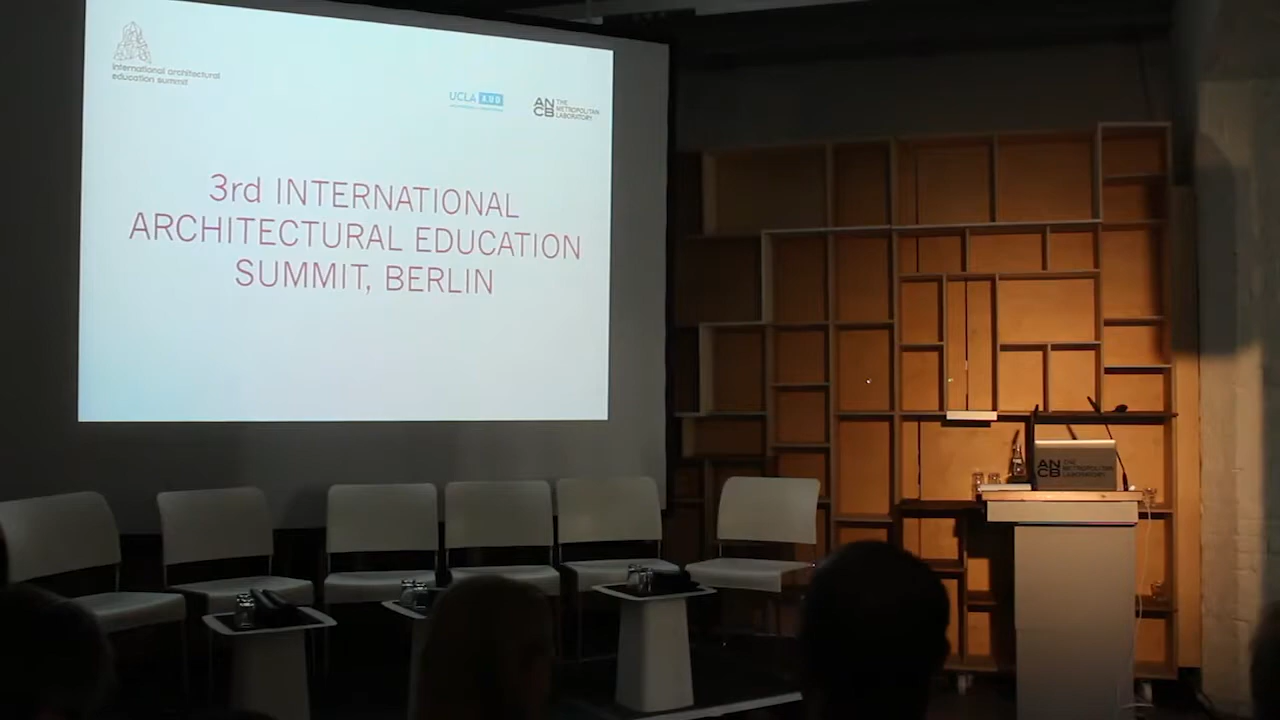 international architectural
education summit
UCLA AUD
AN
CB
THE
METROPOLITAN
LABORATORY
3rd INTERNATIONAL
ARCHITECTURAL EDUCATION
SUMMIT, BERLIN
AN
CB
THE
METROPOLITAN
LABORATORY